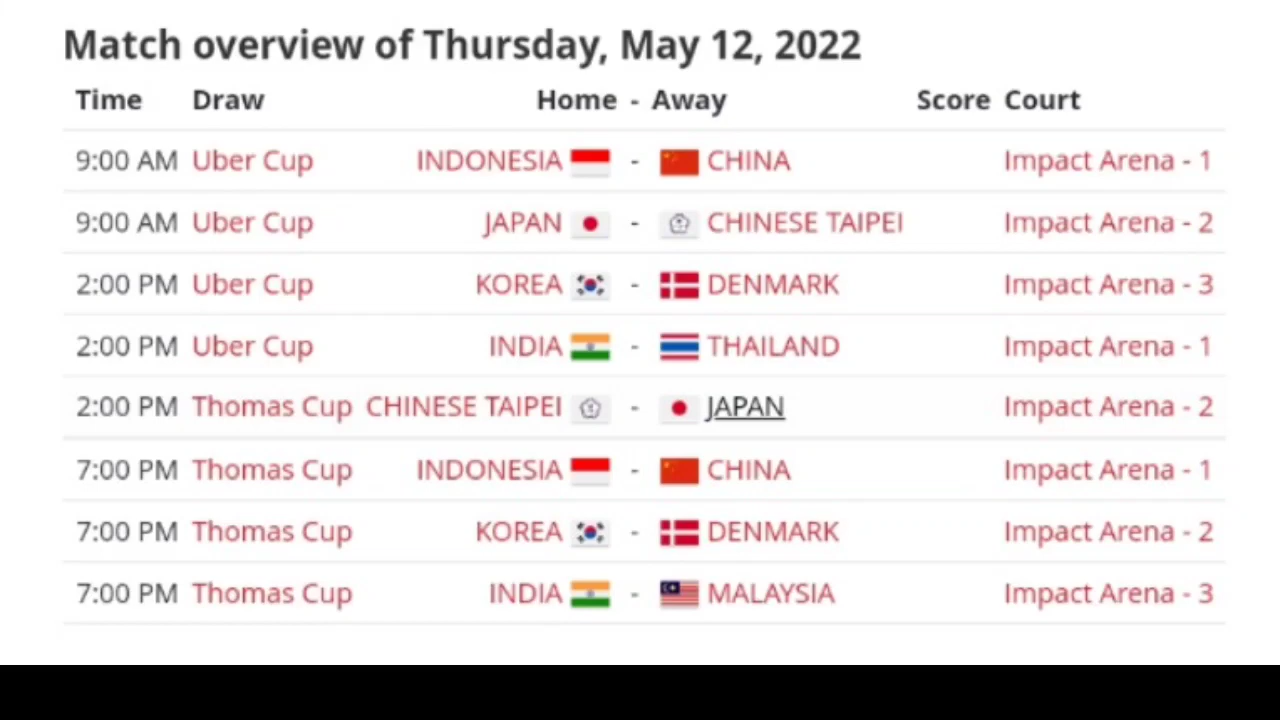 Match overview of Thursday, May 12, 2022
Time Draw Home - Away Score Court
9:00 AM Uber Cup INDONESIA - CHINA Impact Arena - 1
9:00 AM Uber Cup JAPAN - CHINESE TAIPEI Impact Arena - 2
2:00 PM Uber Cup KOREA - DENMARK Impact Arena - 3
2:00 PM Uber Cup INDIA - THAILAND Impact Arena - 1
2:00 PM Thomas Cup CHINESE TAIPEI - JAPAN Impact Arena - 2
7:00 PM Thomas Cup INDONESIA - CHINA Impact Arena - 1
7:00 PM Thomas Cup KOREA - DENMARK Impact Arena - 2
7:00 PM Thomas Cup INDIA - MALAYSIA Impact Arena - 3